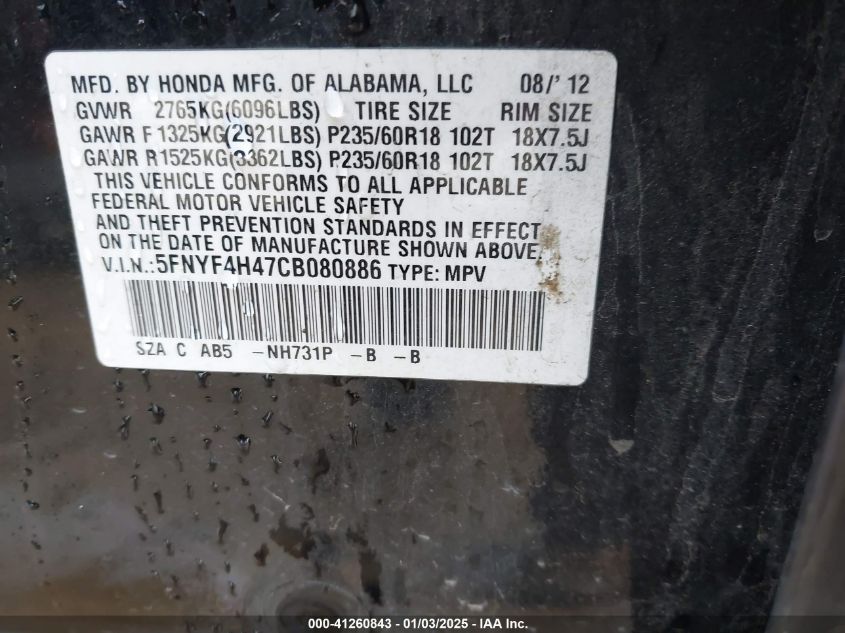 MFD. BY HONDA MFG. OF ALABAMA, LLC 08/'12
GVWR 2765KG(6096LBS) TIRE SIZE RIM SIZE
GAWR F 1325KG(2921LBS) P235/60R18 102T 18X7.5J
GAWR R1525KG(3362LBS) P235/60R18 102T 18X7.5J
THIS VEHICLE CONFORMS TO ALL APPLICABLE
FEDERAL MOTOR VEHICLE SAFETY
AND THEFT PREVENTION STANDARDS IN EFFECT
ON THE DATE OF MANUFACTURE SHOWN ABOVE.
V.I.N.:5FNYF4H47CB080886 TYPE: MPV
SZA C AB5 -NH731P -B -B
000-41260843 - 01/03/2025 - IAAI.com